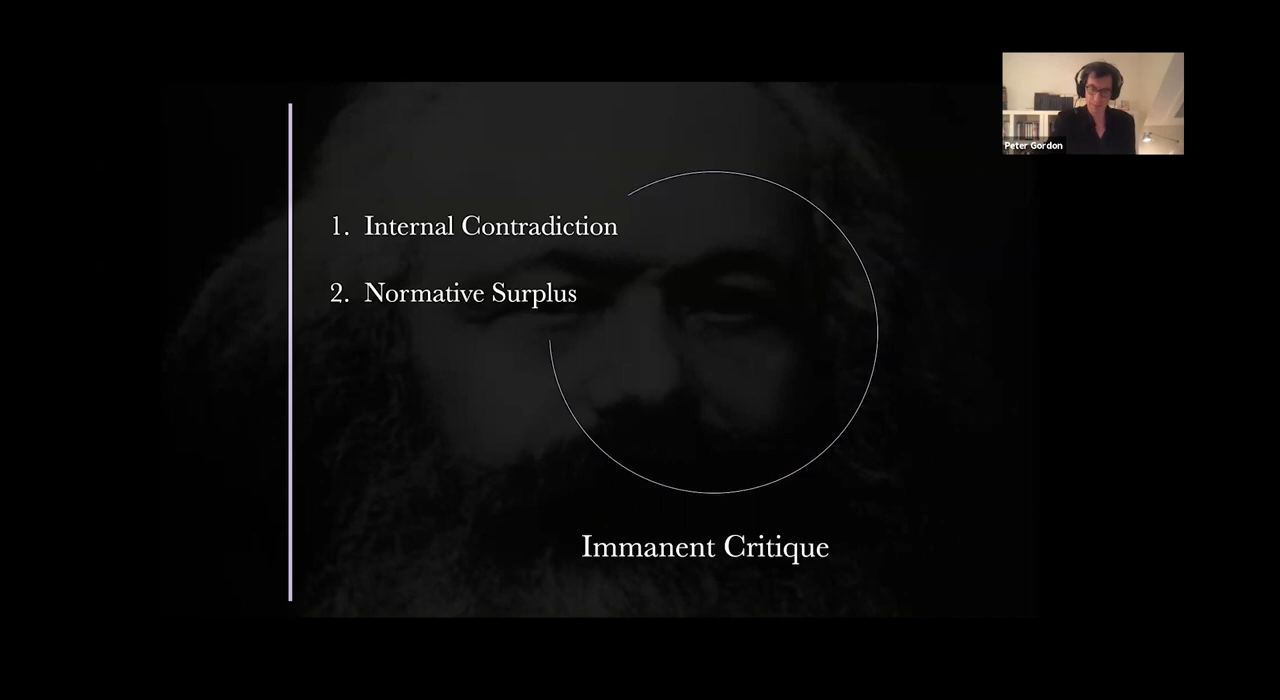 1. Internal Contradiction
2. Normative Surplus
Immanent Critique
Peter Gordon